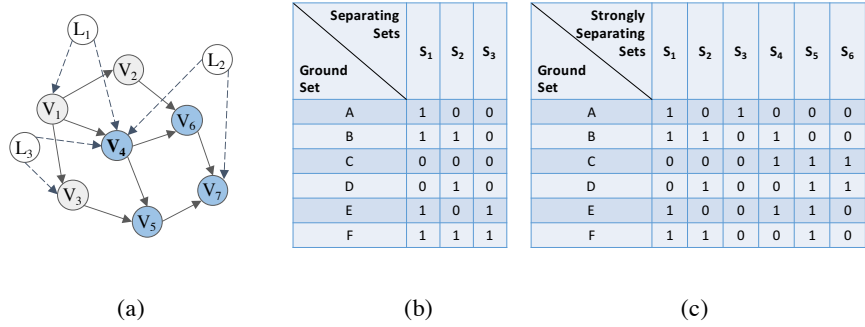 L1
L2
V2
V1
V6
V4
L3
V3
V7
V5
Separating Sets
Ground Set
S1 S2 S3
A 1 0 0
B 1 1 0
C 0 0 0
D 0 1 0
E 1 0 1
F 1 1 1
Strongly Separating Sets
Ground Set
S1 S2 S3 S4 S5 S6
A 1 0 1 0 0 0
B 1 1 0 1 0 0
C 0 0 0 1 1 1
D 0 1 0 0 1 1
E 1 0 0 1 1 0
F 1 1 0 0 1 0
(a) (b) (c)